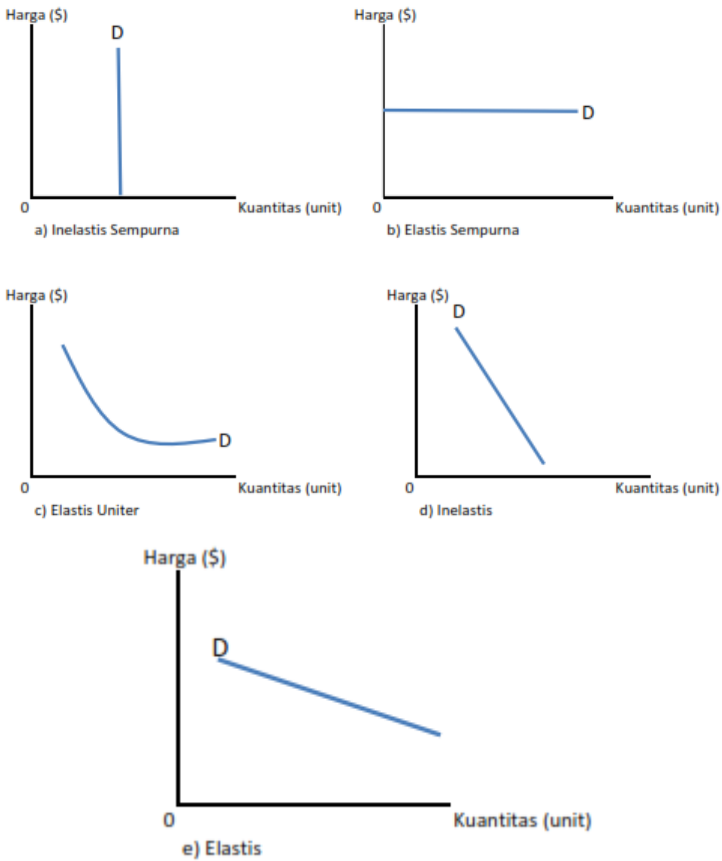 Harga ($)
D
0
Kuantitas (unit)
a) Inelastis Sempurna
Harga ($)
D
0
Kuantitas (unit)
b) Elastis Sempurna
Harga ($)
D
0
Kuantitas (unit)
c) Elastis Uniter
Harga ($)
D
0
Kuantitas (unit)
d) Inelastis
Harga ($)
D
0
Kuantitas (unit)
e) Elastis